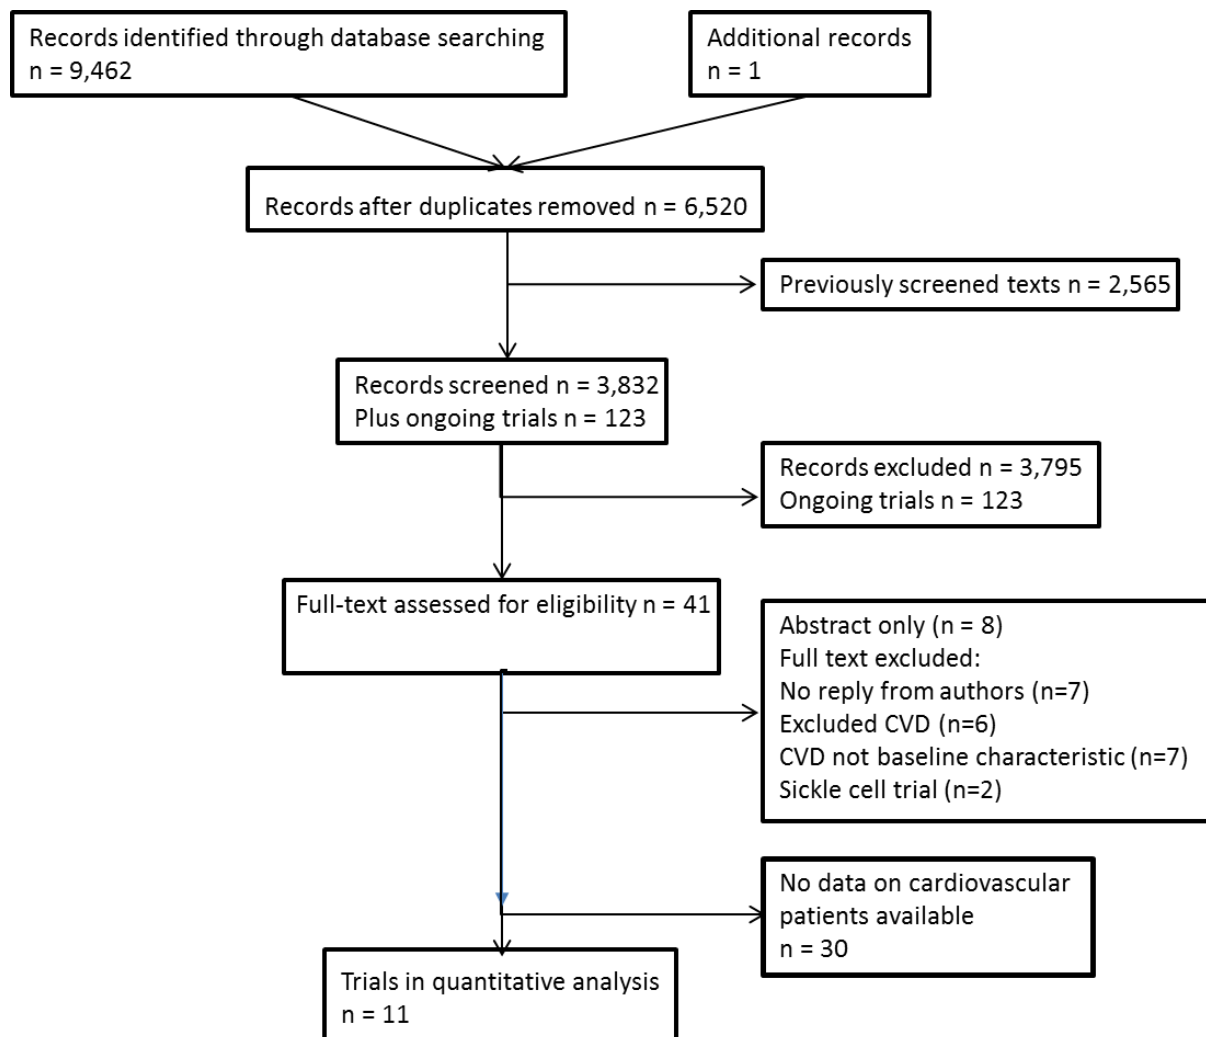 Records identified through database searching
n = 9,462
Additional records
n = 1
Records after duplicates removed n = 6,520
Previously screened texts n = 2,565
Records screened n = 3,832
Plus ongoing trials n = 123
Records excluded n = 3,795
Ongoing trials n = 123
Full-text assessed for eligibility n = 41
Abstract only (n = 8)
Full text excluded:
No reply from authors (n=7)
Excluded CVD (n=6)
CVD not baseline characteristic (n=7)
Sickle cell trial (n=2)
No data on cardiovascular
patients available
n = 30
Trials in quantitative analysis
n = 11